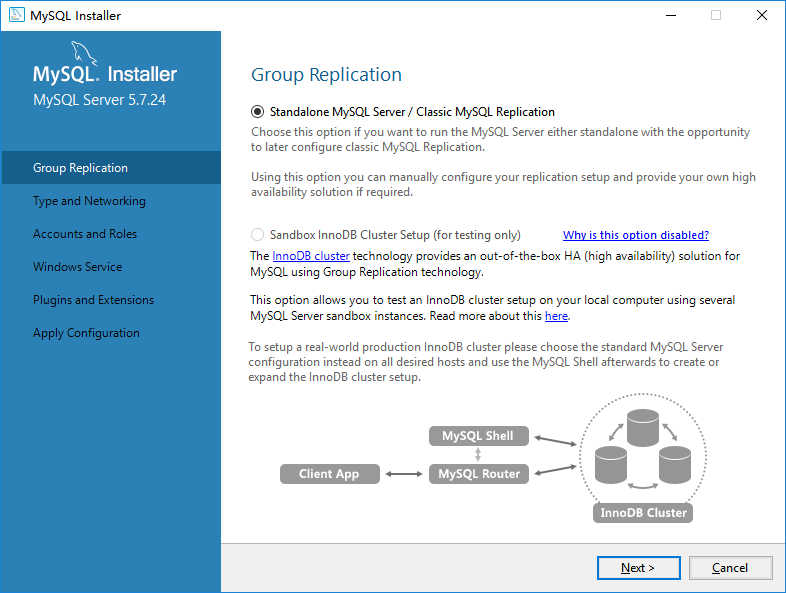 MySQL Installer
MySQL. Installer
MySQL Server 5.7.24
Group Replication
Type and Networking
Accounts and Roles
Windows Service
Plugins and Extensions
Apply Configuration
Group Replication
Standalone MySQL Server / Classic MySQL Replication
Choose this option if you want to run the MySQL Server either standalone with the opportunity
to later configure classic MySQL Replication.
Using this option you can manually configure your replication setup and provide your own high
availability solution if required.
Sandbox InnoDB Cluster Setup (for testing only) Why is this option disabled?
The InnoDB cluster technology provides an out-of-the-box HA (high availability) solution for
MySQL using Group Replication technology.
This option allows you to test an InnoDB cluster setup on your local computer using several
MySQL Server sandbox instances. Read more about this here.
To setup a real-world production InnoDB cluster please choose the standard MySQL Server
configuration instead on all desired hosts and use the MySQL Shell afterwards to create or
expand the InnoDB cluster setup.
MySQL Shell
Client App
MySQL Router
InnoDB Cluster
Next >
Cancel